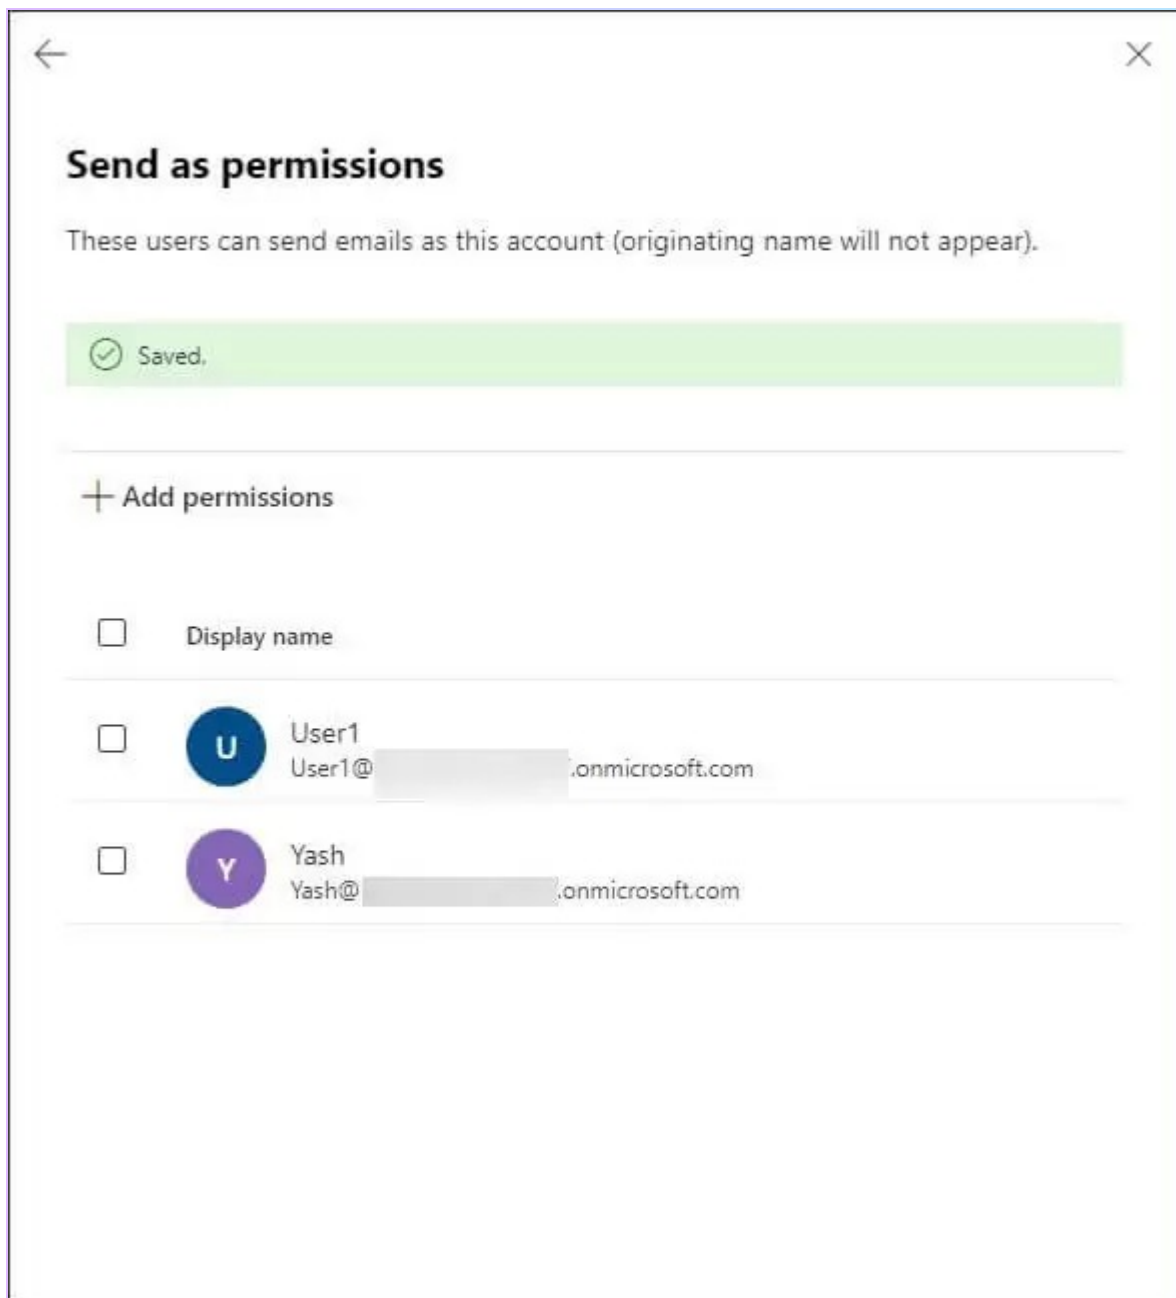 Send as permissions
These users can send emails as this account (originating name will not appear).
Saved.
Add permissions
Display name
U
User1
User1@ .onmicrosoft.com
Y
Yash
Yash@ .onmicrosoft.com